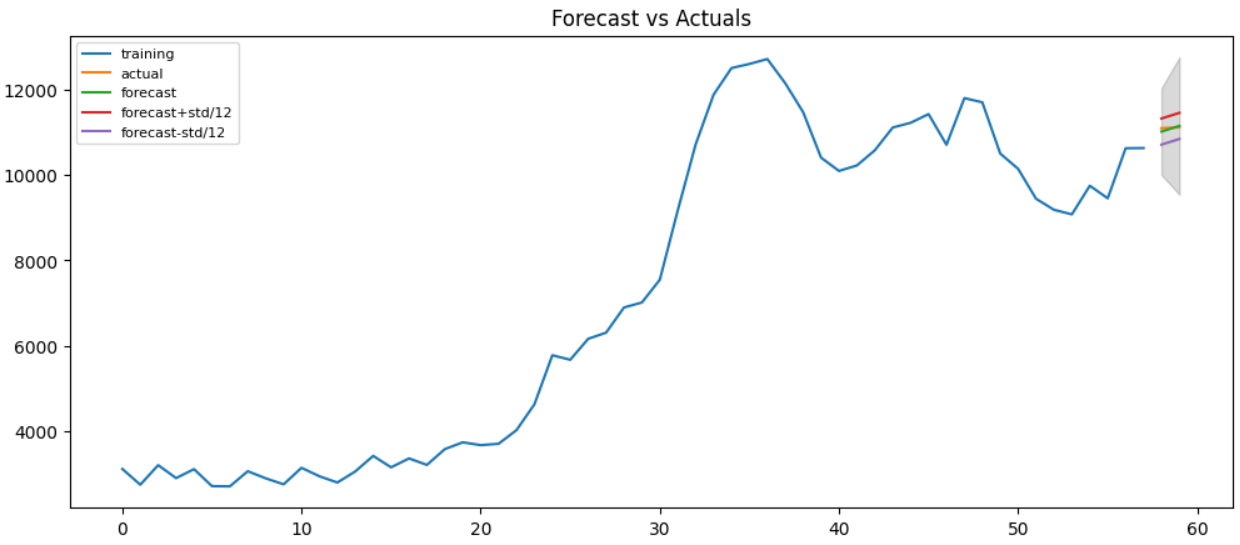 Forecast vs Actuals
training
actual
forecast
forecast+std/12
forecast-std/12
12000
10000
8000
6000
4000
0 10 20 30 40 50 60